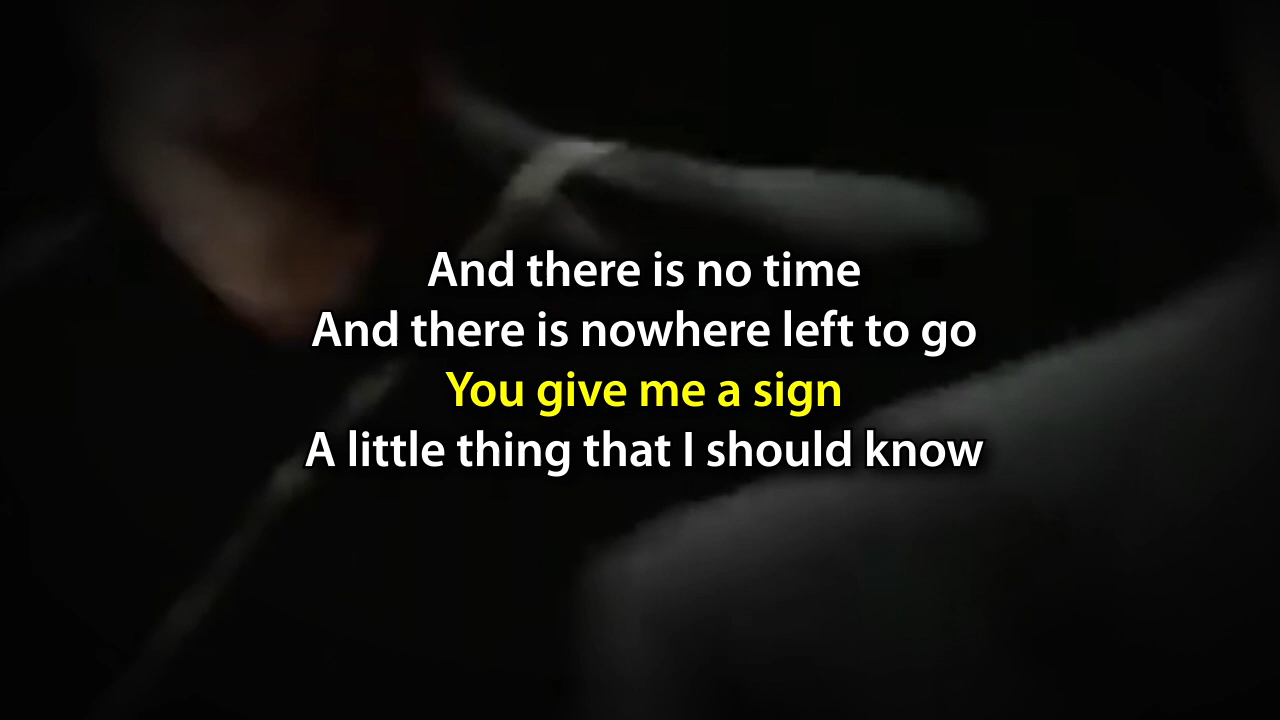 And there is no time
And there is nowhere left to go
You give me a sign
A little thing that I should know